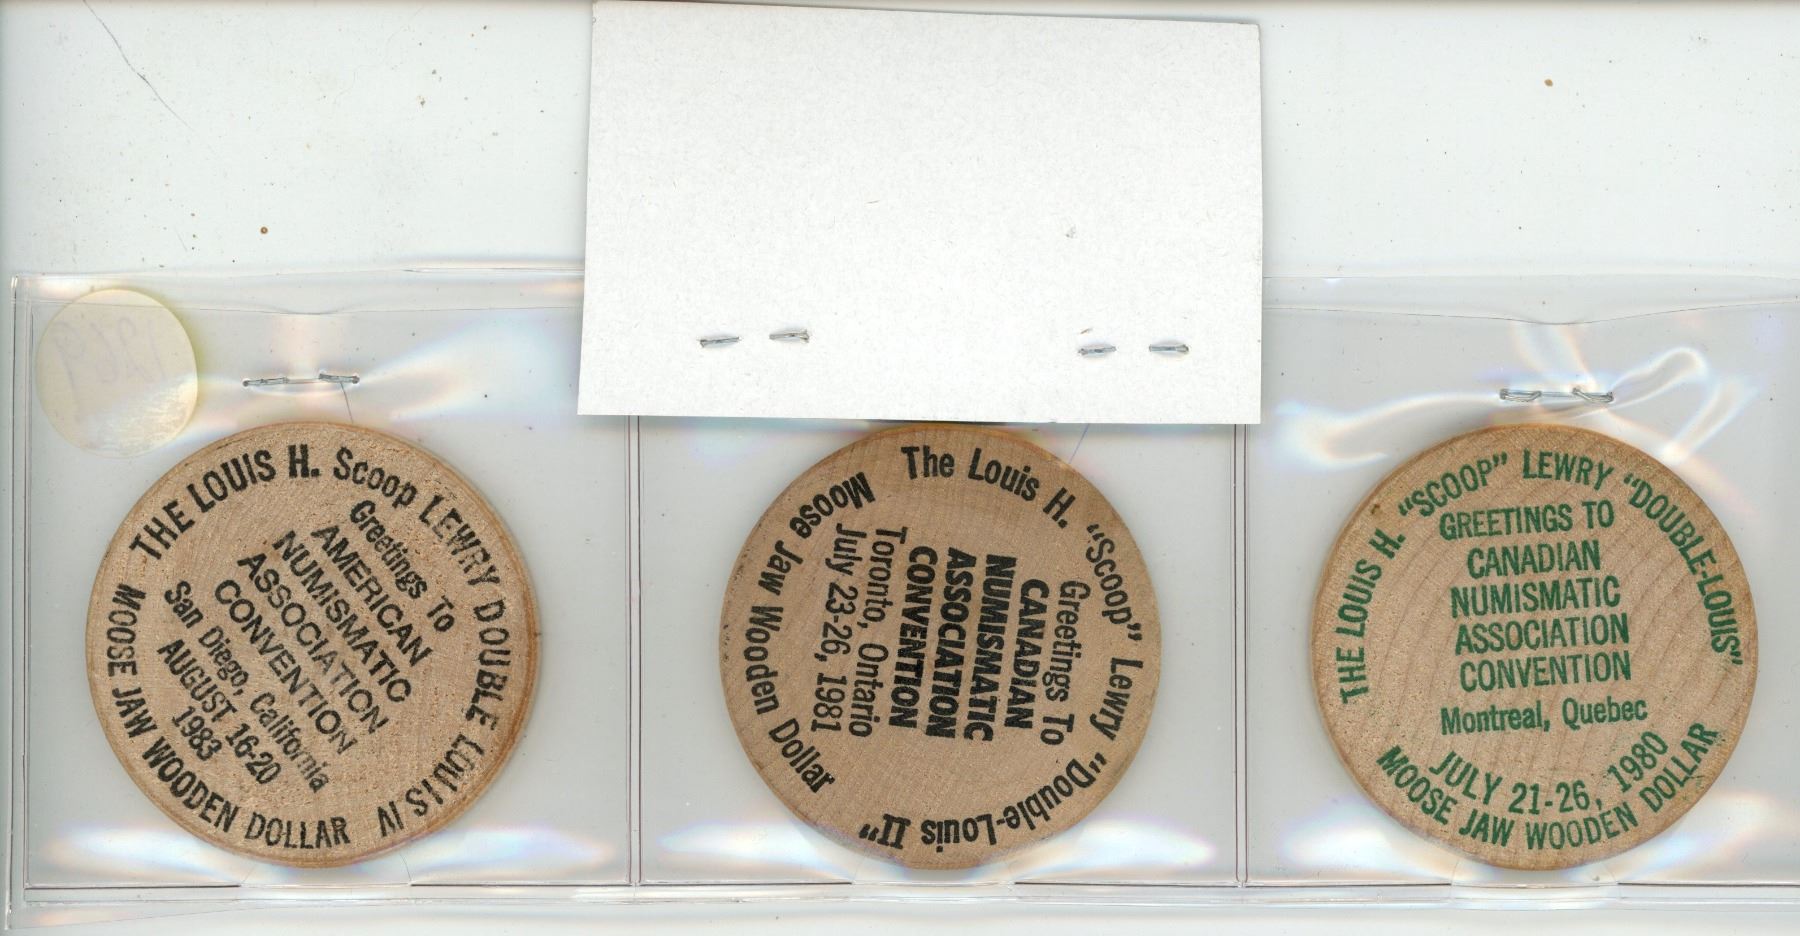 1269
THE LOUIS H. Scoop LEWRY DOUBLE LOUIS IV
Greetings To
AMERICAN
NUMISMATIC
ASSOCIATION
CONVENTION
San Diego, California
AUGUST 16-20
1983
MOOSE JAW WOODEN DOLLAR
The Louis H. "Scoop" Lewry "Double-Louis II"
Greetings To
CANADIAN
NUMISMATIC
ASSOCIATION
CONVENTION
Toronto, Ontario
July 23-26, 1981
Moose Jaw Wooden Dollar
THE LOUIS H. "SCOOP" LEWRY "DOUBLE-LOUIS"
GREETINGS TO
CANADIAN
NUMISMATIC
ASSOCIATION
CONVENTION
Montreal, Quebec
JULY 21-26, 1980
MOOSE JAW WOODEN DOLLAR